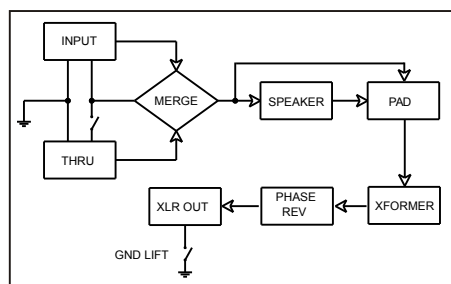 INPUT
MERGE
SPEAKER
PAD
THRU
XLR OUT
PHASE
REV
XFORMER
GND LIFT